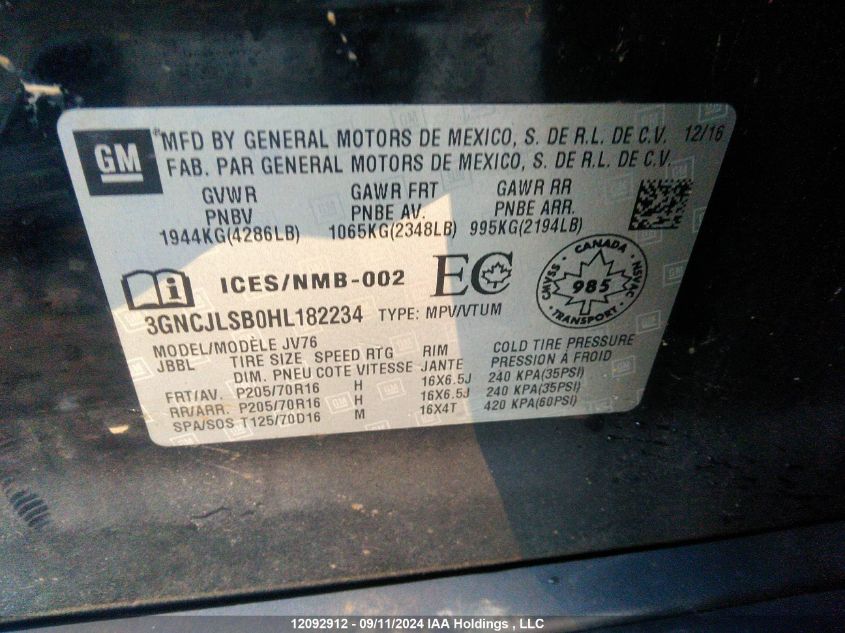 GM
MFD BY GENERAL MOTORS DE MEXICO, S. DE R.L. DE C.V. 12/16
FAB. PAR GENERAL MOTORS DE MEXICO, S. DE R.L. DE C.V.
GVWR GAWR FRT GAWR RR
PNBV PNBE AV. PNBE ARR.
1944KG(4286LB) 1065KG(2348LB) 995KG(2194LB)
ICES/NMB-002 EC CANADA CMVSS 985 NSVAC TRANSPORT
3GNCJLSB0HL182234 TYPE: MPV/VTUM
MODEL/MODÈLE JV76
JBBL TIRE SIZE SPEED RTG RIM COLD TIRE PRESSURE
DIM. PNEU COTE VITESSE JANTE PRESSION À FROID
FRT/AV. P205/70R16 H 16X6.5J 240 KPA(35PSI)
RR/ARR. P205/70R16 H 16X6.5J 240 KPA(35PSI)
SPA/SOS T125/70D16 M 16X4T 420 KPA(60PSI)
12092912 - 09/11/2024 IAA Holdings , LLC